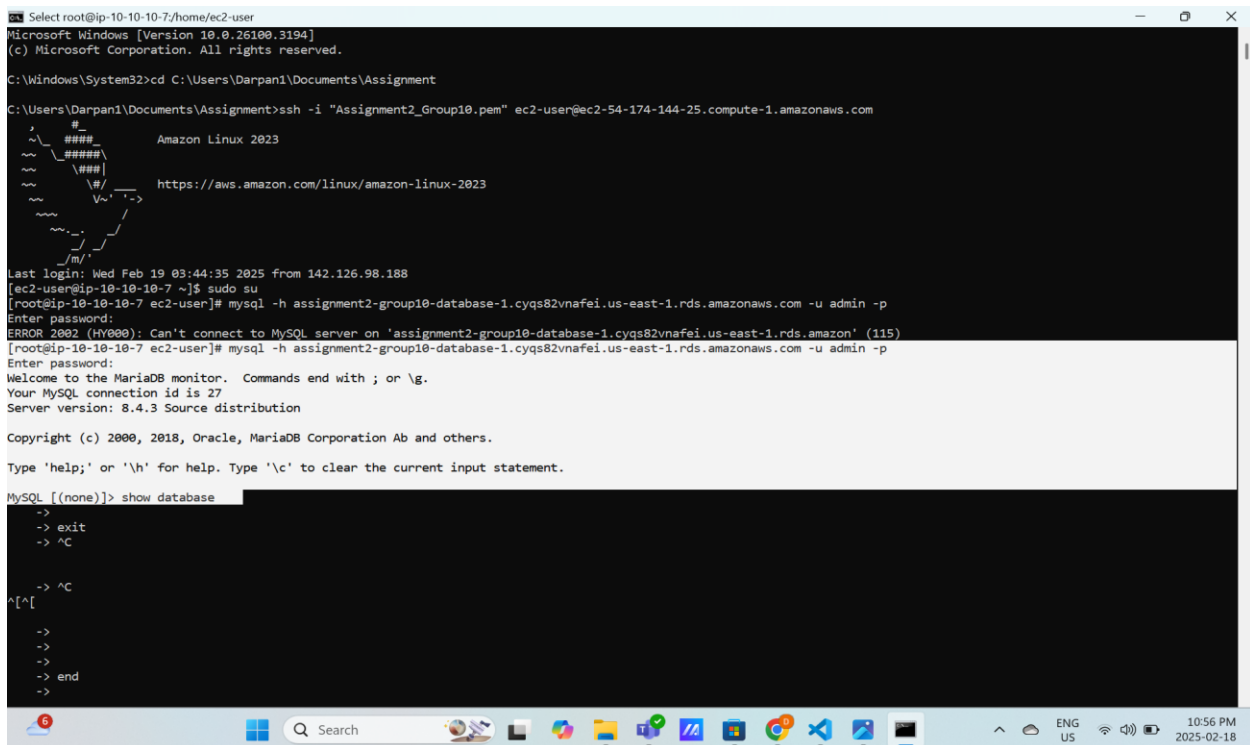 Select root@ip-10-10-10-7:/home/ec2-user
Microsoft Windows [Version 10.0.26100.3194]
(c) Microsoft Corporation. All rights reserved.
C:\Windows\System32>cd C:\Users\Darpan1\Documents\Assignment
C:\Users\Darpan1\Documents\Assignment>ssh -i "Assignment2_Group10.pem" ec2-user@ec2-54-174-144-25.compute-1.amazonaws.com
   ,     #_
   ~\_  ####_        Amazon Linux 2023
  ~~  \_#####\
  ~~     \###|
  ~~       \#/ ___   https://aws.amazon.com/linux/amazon-linux-2023
   ~~       V~' '->
    ~~~         /
      ~~._.   _/
         _/ _/
       _/m/'
Last login: Wed Feb 19 03:44:35 2025 from 142.126.98.188
[ec2-user@ip-10-10-10-7 ~]$ sudo su
[root@ip-10-10-10-7 ec2-user]# mysql -h assignment2-group10-database-1.cyqs82vnafei.us-east-1.rds.amazonaws.com -u admin -p
Enter password:
ERROR 2002 (HY000): Can't connect to MySQL server on 'assignment2-group10-database-1.cyqs82vnafei.us-east-1.rds.amazon' (115)
[root@ip-10-10-10-7 ec2-user]# mysql -h assignment2-group10-database-1.cyqs82vnafei.us-east-1.rds.amazonaws.com -u admin -p
Enter password:
Welcome to the MariaDB monitor.  Commands end with ; or \g.
Your MySQL connection id is 27
Server version: 8.4.3 Source distribution
Copyright (c) 2000, 2018, Oracle, MariaDB Corporation Ab and others.
Type 'help;' or '\h' for help. Type '\c' to clear the current input statement.
MySQL [(none)]> show database
    ->
    -> exit
    -> ^C
    -> ^C
^[^[
    ->
    ->
    ->
    -> end
    ->
6
Search
ENG
US
10:56 PM
2025-02-18